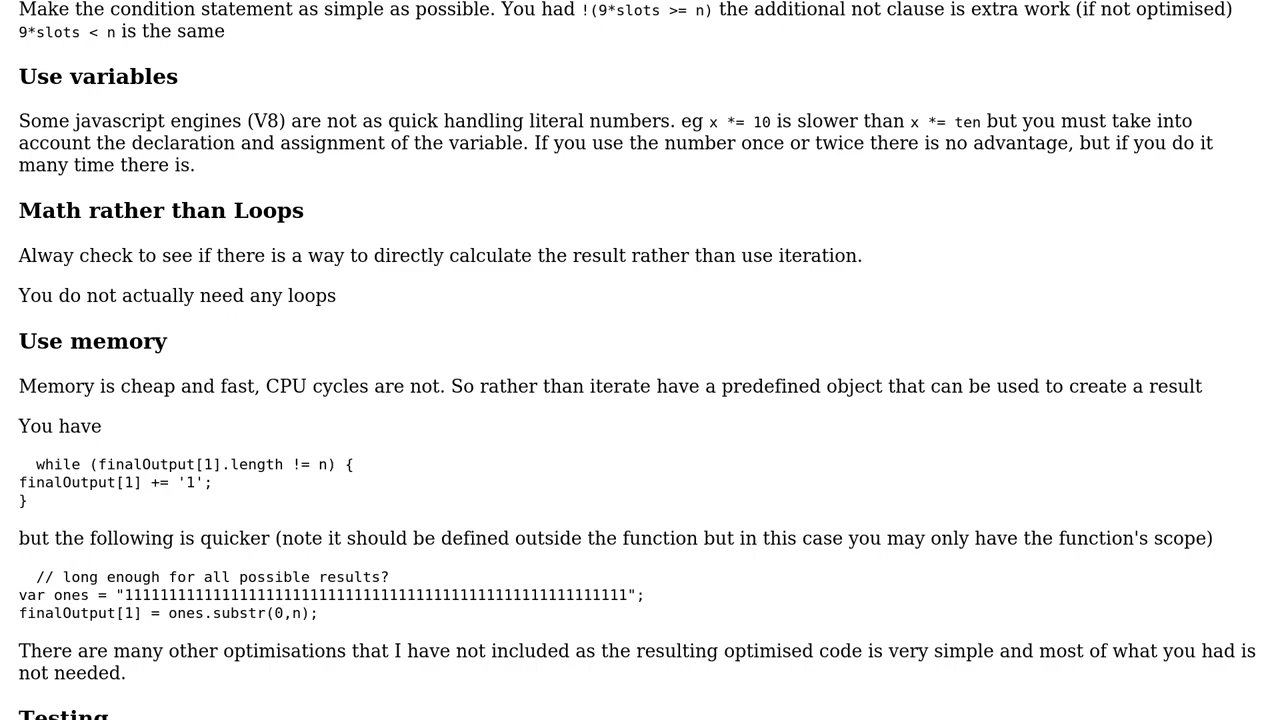 Make the condition statement as simple as possible. You had !(9*slots >= n) the additional not clause is extra work (if not optimised)
9*slots < n is the same
Use variables
Some javascript engines (V8) are not as quick handling literal numbers. eg x *= 10 is slower than x *= ten but you must take into
account the declaration and assignment of the variable. If you use the number once or twice there is no advantage, but if you do it
many time there is.
Math rather than Loops
Alway check to see if there is a way to directly calculate the result rather than use iteration.
You do not actually need any loops
Use memory
Memory is cheap and fast, CPU cycles are not. So rather than iterate have a predefined object that can be used to create a result
You have
while (finalOutput[1].length != n) {
finalOutput[1] += '1';
}
but the following is quicker (note it should be defined outside the function but in this case you may only have the function's scope)
// long enough for all possible results?
var ones = "111111111111111111111111111111111111111111111111111111111";
finalOutput[1] = ones.substr(0,n);
There are many other optimisations that I have not included as the resulting optimised code is very simple and most of what you had is
not needed.
Testing